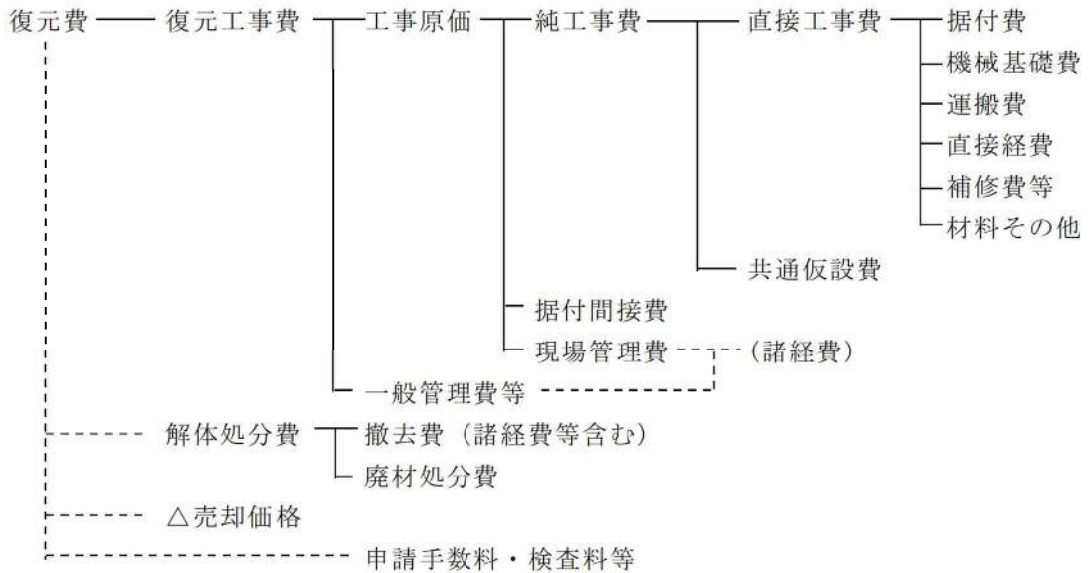 復元費 復元工事費 工事原価 純工事費 直接工事費 据付費
機械基礎費
運搬費
直接経費
補修費等
材料その他
共通仮設費
据付間接費
現場管理費 (諸経費)
一般管理費等
解体処分費 撤去費（諸経費等含む）
廃材処分費
△売却価格
申請手数料・検査料等